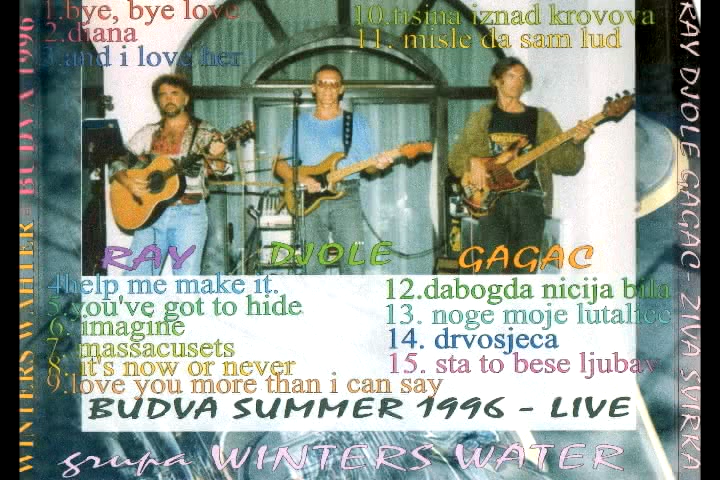 1.bye, bye love
2.diana
3.and i love her
10.tisina iznad krovova
11. misle da sam lud
RAY
DJOLE
GAGAC
4help me make it.
5.you've got to hide
6. imagine
7. massacusets
8. it's now or never
9.love you more than i can say
12.dabogda nicija bila
13. noge moje lutalice
14. drvosjeca
15. sta to bese ljubav
BUDVA SUMMER 1996 - LIVE
grupa WINTERS WATER
WINTERS WAHTER - BUDVA 1996
RAY DJOLE GAGAC - ZIVA SVIRKA